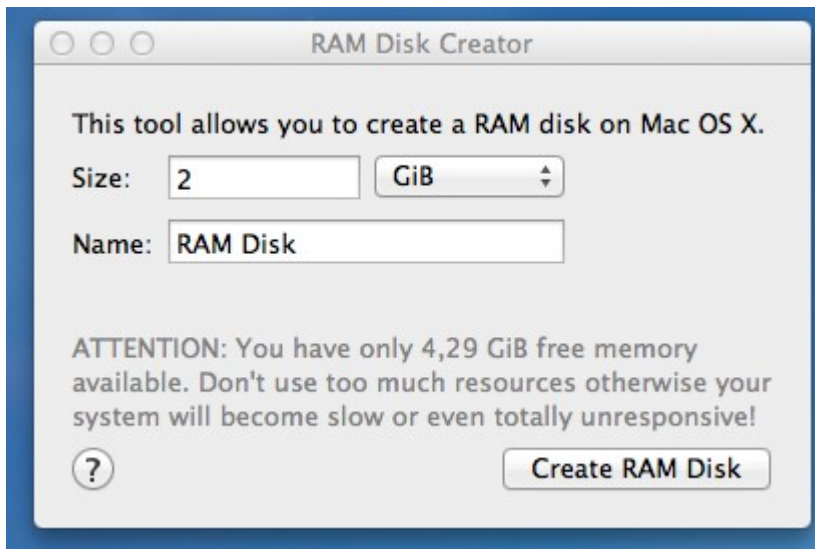 RAM Disk Creator
This tool allows you to create a RAM disk on Mac OS X.
Size: 2 GiB
Name: RAM Disk
ATTENTION: You have only 4,29 GiB free memory
available. Don't use too much resources otherwise your
system will become slow or even totally unresponsive!
? Create RAM Disk